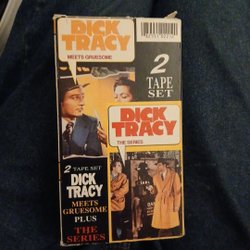 DICK
TRACY
MEETS GRUESOME
2
TAPE
SET
DICK
TRACY
THE SERIES
2 TAPE SET
DICK
TRACY
MEETS
GRUESOME
PLUS
THE SERIES